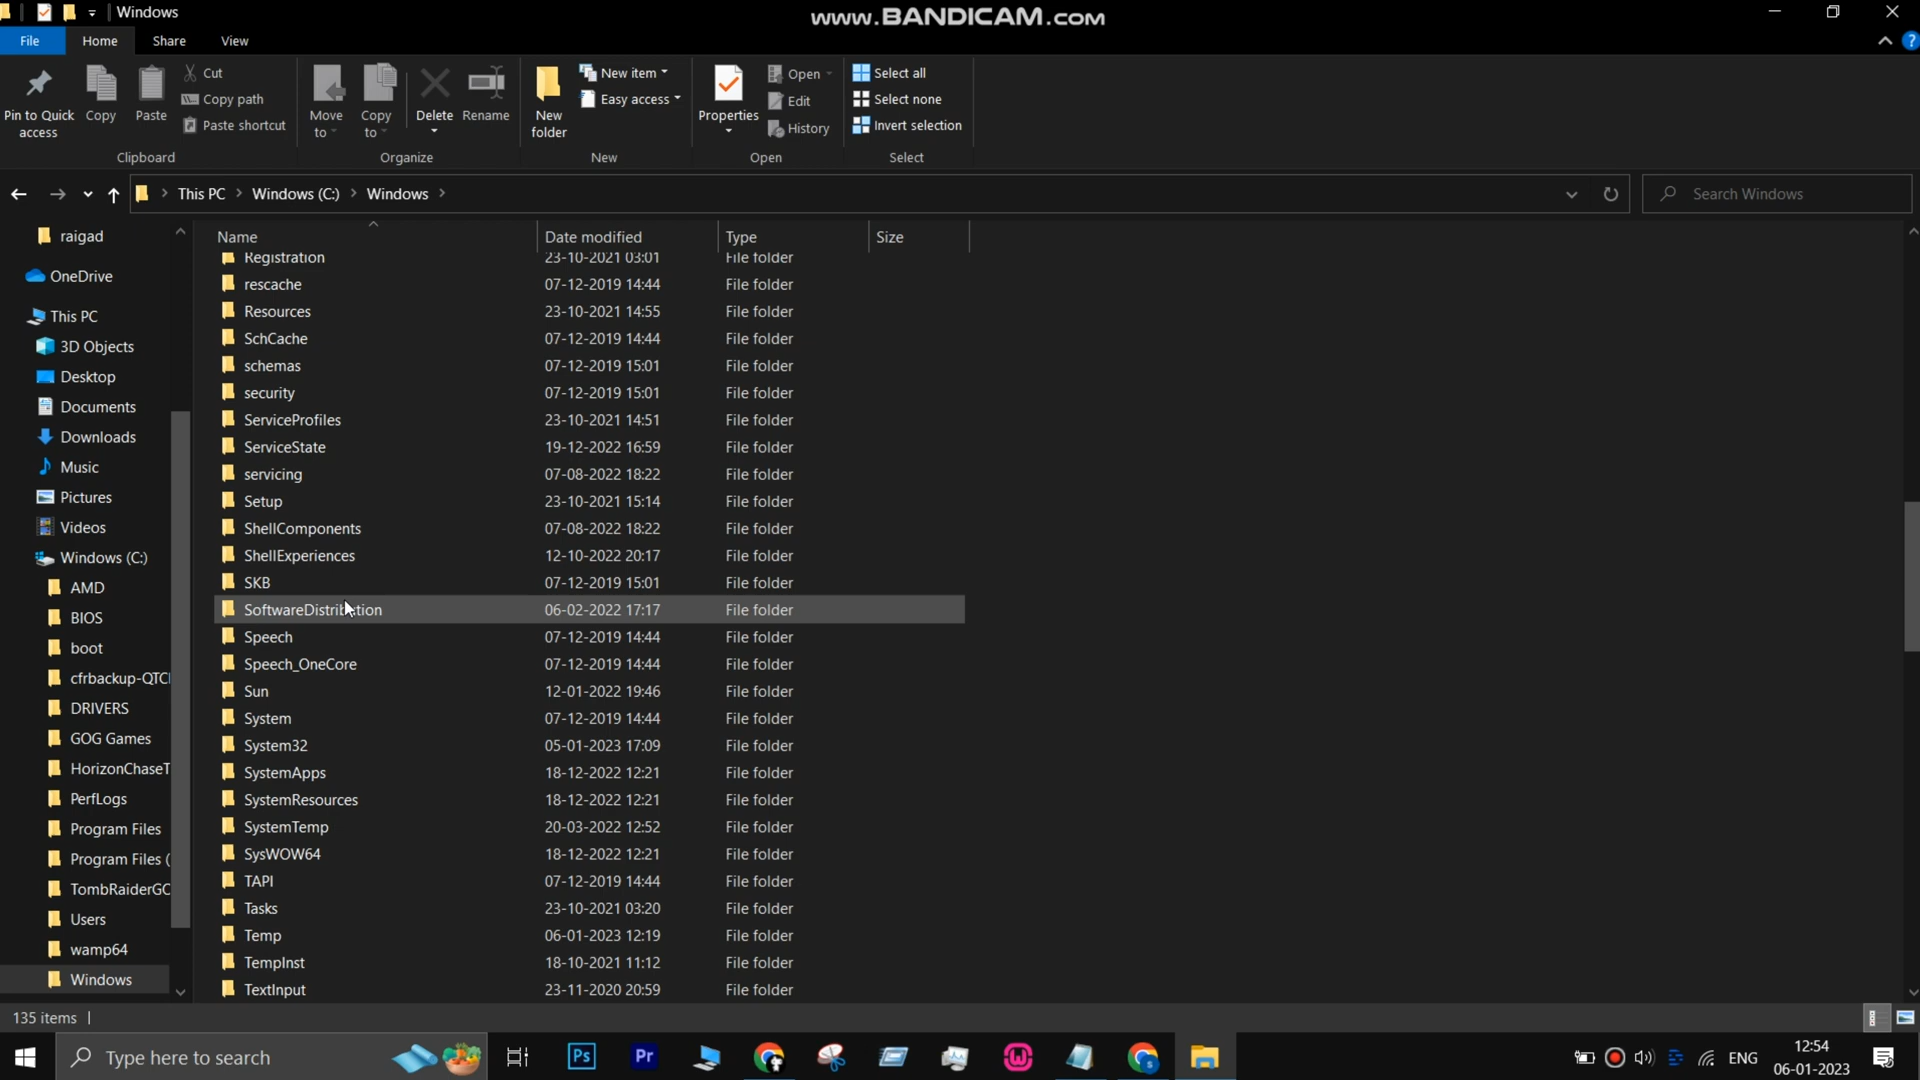 Windows
www.BANDICAM.com
File Home Share View
Pin to Quick access
Copy
Paste
Cut
Copy path
Paste shortcut
Move to
Copy to
Delete
Rename
New folder
New item
Easy access
Properties
Open
Edit
History
Select all
Select none
Invert selection
Clipboard Organize New Open Select
This PC > Windows (C:) > Windows >
Search Windows
raigad
OneDrive
This PC
3D Objects
Desktop
Documents
Downloads
Music
Pictures
Videos
Windows (C:)
AMD
BIOS
boot
cfrbackup-QTCI
DRIVERS
GOG Games
HorizonChaseT
PerfLogs
Program Files
Program Files (
TombRaiderGC
Users
wamp64
Windows
Name Date modified Type Size
Registration 23-10-2021 03:01 File folder
rescache 07-12-2019 14:44 File folder
Resources 23-10-2021 14:55 File folder
SchCache 07-12-2019 14:44 File folder
schemas 07-12-2019 15:01 File folder
security 07-12-2019 15:01 File folder
ServiceProfiles 23-10-2021 14:51 File folder
ServiceState 19-12-2022 16:59 File folder
servicing 07-08-2022 18:22 File folder
Setup 23-10-2021 15:14 File folder
ShellComponents 07-08-2022 18:22 File folder
ShellExperiences 12-10-2022 20:17 File folder
SKB 07-12-2019 15:01 File folder
SoftwareDistribution 06-02-2022 17:17 File folder
Speech 07-12-2019 14:44 File folder
Speech_OneCore 07-12-2019 14:44 File folder
Sun 12-01-2022 19:46 File folder
System 07-12-2019 14:44 File folder
System32 05-01-2023 17:09 File folder
SystemApps 18-12-2022 12:21 File folder
SystemResources 18-12-2022 12:21 File folder
SystemTemp 20-03-2022 12:52 File folder
SysWOW64 18-12-2022 12:21 File folder
TAPI 07-12-2019 14:44 File folder
Tasks 23-10-2021 03:20 File folder
Temp 06-01-2023 12:19 File folder
TempInst 18-10-2021 11:12 File folder
TextInput 23-11-2020 20:59 File folder
135 items
Type here to search
Ps
Pr
ENG
12:54
06-01-2023